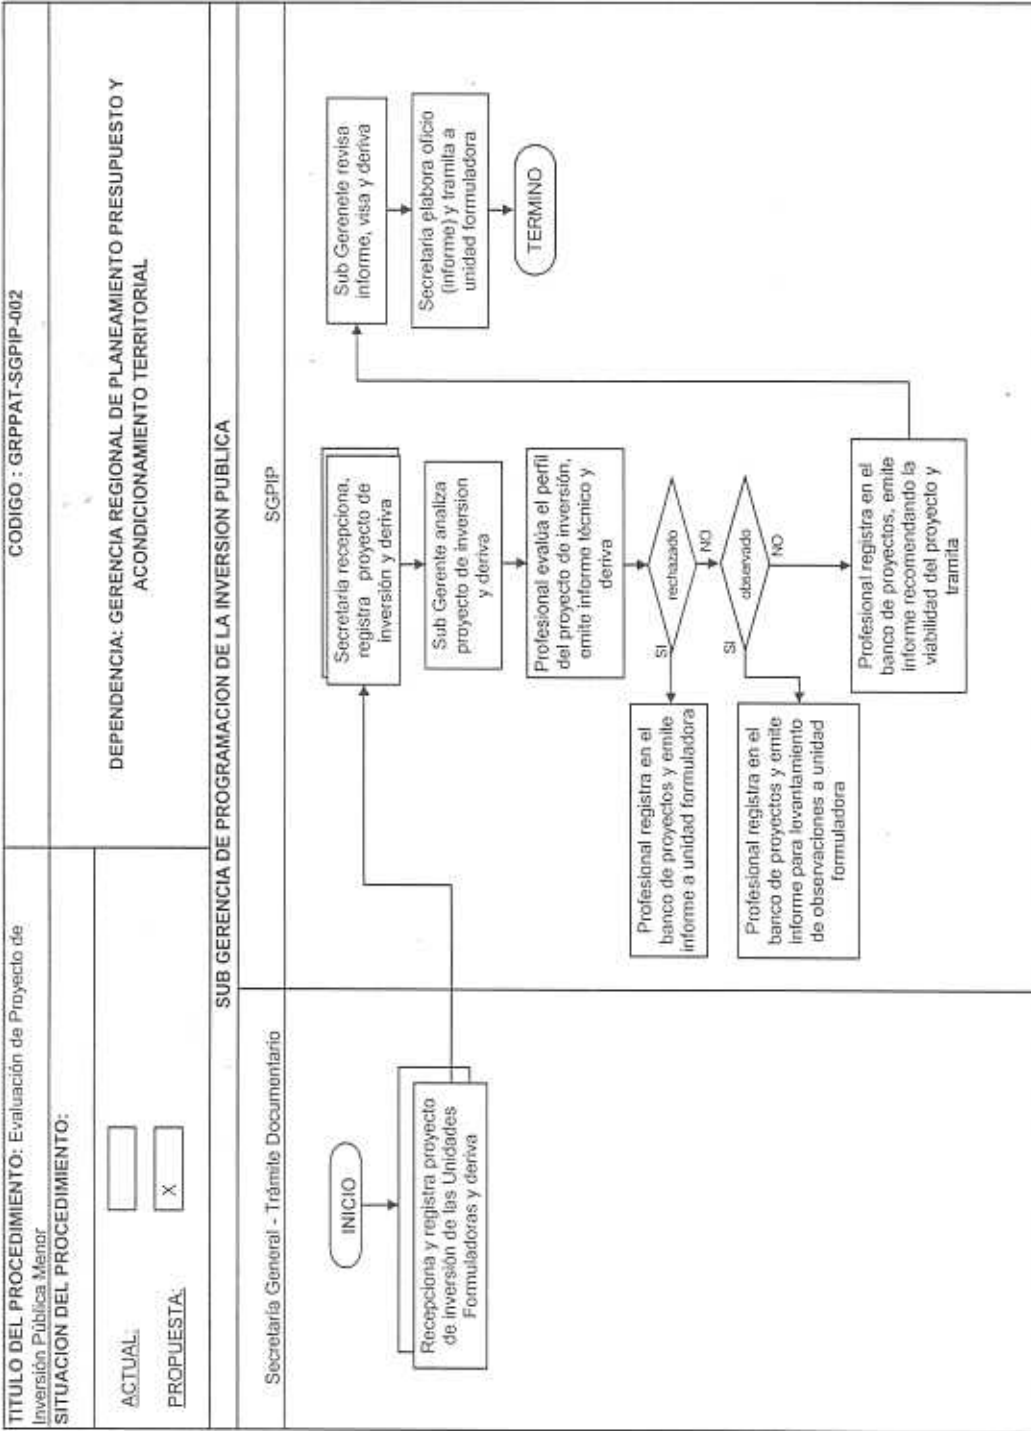 TITULO DEL PROCEDIMIENTO: Evaluación de Proyecto de
Inversión Pública Menor
CODIGO : GRPPAT-SGPIP-002
SITUACION DEL PROCEDIMIENTO:
ACTUAL:
PROPUESTA:
X
DEPENDENCIA: GERENCIA REGIONAL DE PLANEAMIENTO PRESUPUESTO Y
ACONDICIONAMIENTO TERRITORIAL
SUB GERENCIA DE PROGRAMACION DE LA INVERSION PUBLICA
Secretaría General - Trámite Documentario
SGPIP
INICIO
Recepciona y registra proyecto
de inversión de las Unidades
Formuladoras y deriva
Secretaria recepciona,
registra proyecto de
inversión y deriva
Sub Gerente analiza
proyecto de inversion
y deriva
Profesional evalúa el perfil
del proyecto de inversión,
emite informe técnico y
deriva
rechazado
SI
NO
observado
SI
NO
Profesional registra en el
banco de proyectos y emite
informe a unidad formuladora
Profesional registra en el
banco de proyectos y emite
informe para levantamiento
de observaciones a unidad
formuladora
Profesional registra en el
banco de proyectos, emite
informe recomendando la
viabilidad del proyecto y
tramita
Sub Gerenete revisa
informe, visa y deriva
Secretaria elabora oficio
(informe) y tramita a
unidad formuladora
TERMINO